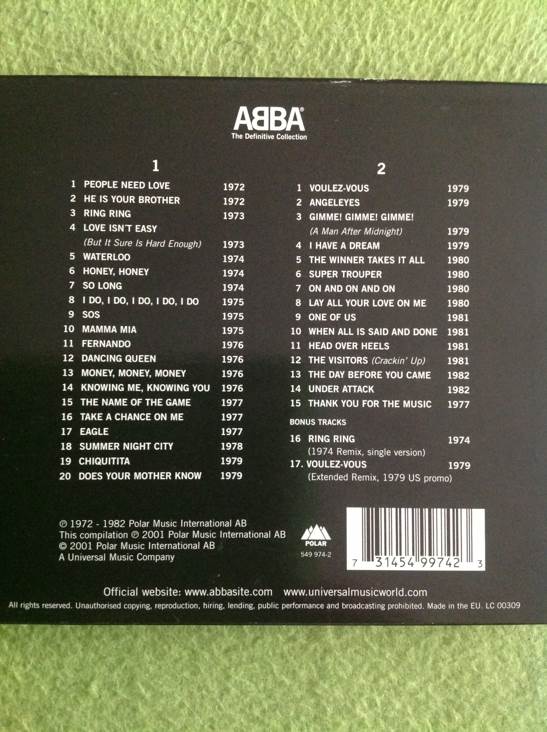 ABBA®
The Definitive Collection
1
1 PEOPLE NEED LOVE 1972
2 HE IS YOUR BROTHER 1972
3 RING RING 1973
4 LOVE ISN'T EASY
(But It Sure Is Hard Enough) 1973
5 WATERLOO 1974
6 HONEY, HONEY 1974
7 SO LONG 1974
8 I DO, I DO, I DO, I DO, I DO 1975
9 SOS 1975
10 MAMMA MIA 1975
11 FERNANDO 1976
12 DANCING QUEEN 1976
13 MONEY, MONEY, MONEY 1976
14 KNOWING ME, KNOWING YOU 1976
15 THE NAME OF THE GAME 1977
16 TAKE A CHANCE ON ME 1977
17 EAGLE 1977
18 SUMMER NIGHT CITY 1978
19 CHIQUITITA 1979
20 DOES YOUR MOTHER KNOW 1979
2
1 VOULEZ-VOUS 1979
2 ANGELEYES 1979
3 GIMME! GIMME! GIMME!
(A Man After Midnight) 1979
4 I HAVE A DREAM 1979
5 THE WINNER TAKES IT ALL 1980
6 SUPER TROUPER 1980
7 ON AND ON AND ON 1980
8 LAY ALL YOUR LOVE ON ME 1980
9 ONE OF US 1981
10 WHEN ALL IS SAID AND DONE 1981
11 HEAD OVER HEELS 1981
12 THE VISITORS (Crackin' Up) 1981
13 THE DAY BEFORE YOU CAME 1982
14 UNDER ATTACK 1982
15 THANK YOU FOR THE MUSIC 1977
BONUS TRACKS
16 RING RING 1974
(1974 Remix, single version)
17. VOULEZ-VOUS 1979
(Extended Remix, 1979 US promo)
℗ 1972 - 1982 Polar Music International AB
This compilation ℗ 2001 Polar Music International AB
© 2001 Polar Music International AB
A Universal Music Company
POLAR
549 974-2
7 31454 99742 3
Official website: www.abbasite.com www.universalmusicworld.com
All rights reserved. Unauthorised copying, reproduction, hiring, lending, public performance and broadcasting prohibited. Made in the EU. LC 00309